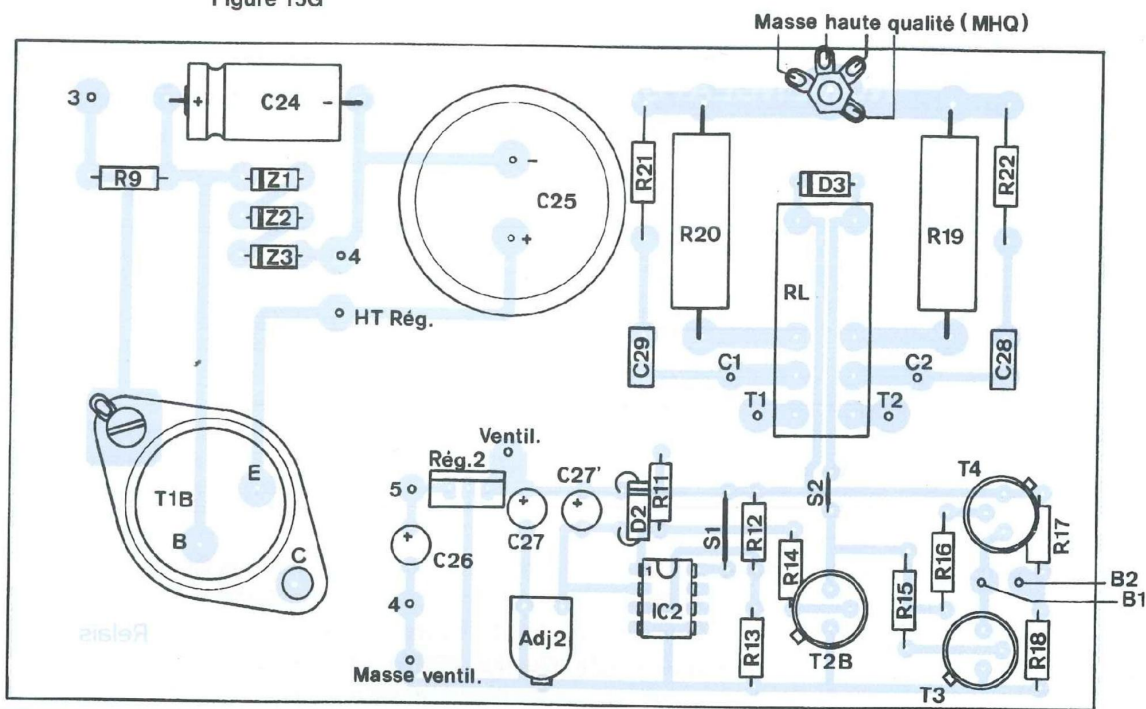 Figure 15G
Masse haute qualité (MHQ)
3
+
C24
-
R9
Z1
Z2
Z3
4
-
C25
+
HT Rég.
R21
R20
D3
RL
R19
R22
C29
C1
C2
C28
T1
T2
T1B
E
B
C
Ventil.
Rég.2
5
+
C26
+
C27
+
C27'
D2
R11
S1
R12
S2
T4
R17
R16
R14
R15
B2
B1
1
IC2
4
Adj2
R13
T2B
T3
R18
Masse ventil.
Relais